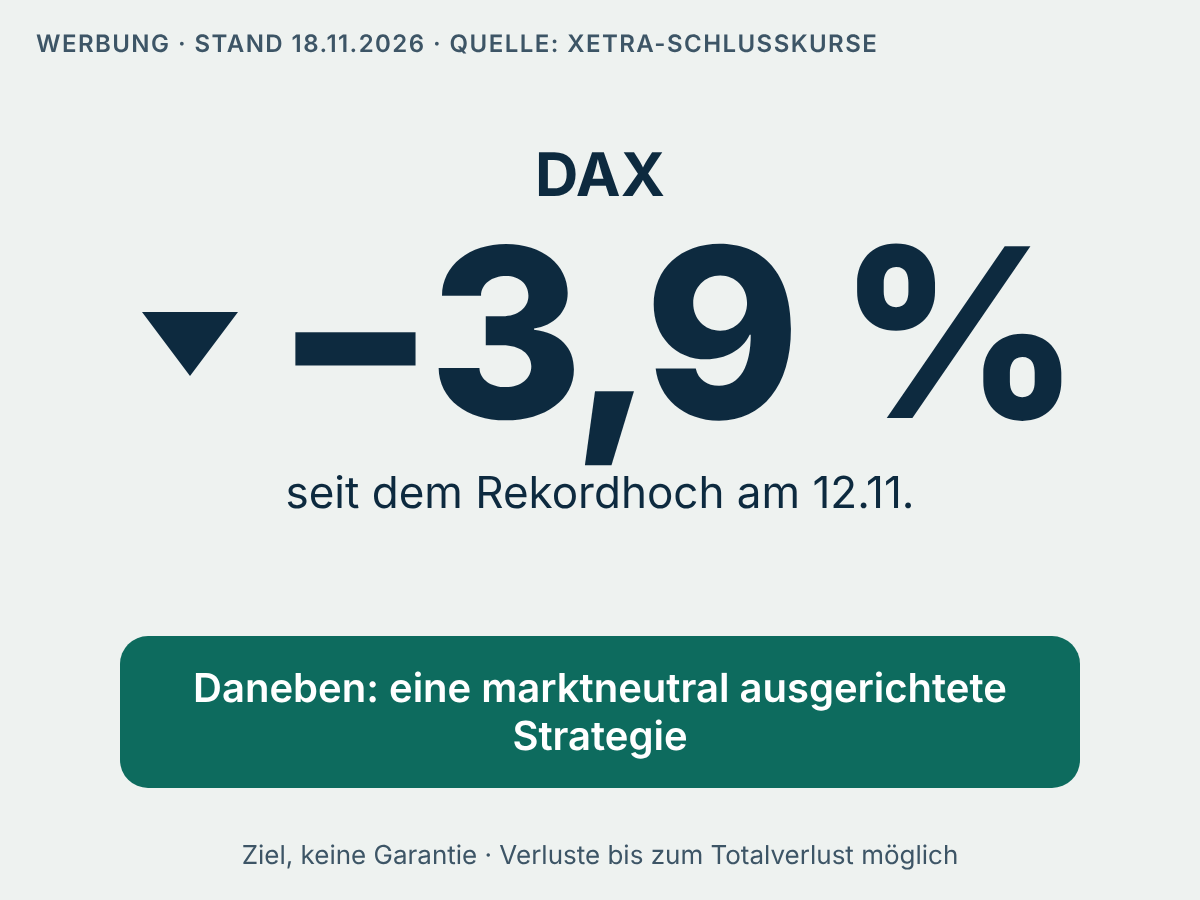 WERBUNG · STAND 18.11.2026 · QUELLE: XETRA-SCHLUSSKURSE
DAX
▼ −3,9 %
seit dem Rekordhoch am 12.11.
Daneben: eine marktneutral ausgerichtete
Strategie
Ziel, keine Garantie · Verluste bis zum Totalverlust möglich